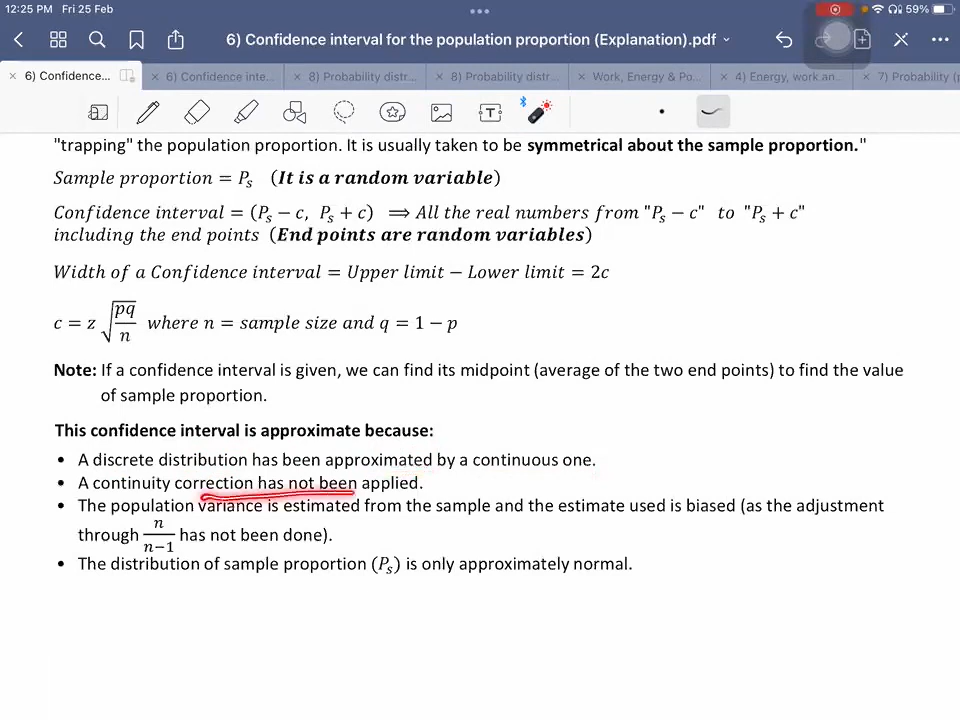 12:25 PM Fri 25 Feb
59%
6) Confidence interval for the population proportion (Explanation).pdf
6) Confidence...
6) Confidence inte...
8) Probability distr...
8) Probability distr...
Work, Energy & Po...
4) Energy, work an...
7) Probability (
"trapping" the population proportion. It is usually taken to be symmetrical about the sample proportion."
Sample proportion = Pₛ (It is a random variable)
Confidence interval = (Pₛ − c, Pₛ + c) ⟹ All the real numbers from "Pₛ − c" to "Pₛ + c"
including the end points (End points are random variables)
Width of a Confidence interval = Upper limit − Lower limit = 2c
c = z √(pq/n) where n = sample size and q = 1 − p
Note: If a confidence interval is given, we can find its midpoint (average of the two end points) to find the value
of sample proportion.
This confidence interval is approximate because:
• A discrete distribution has been approximated by a continuous one.
• A continuity correction has not been applied.
• The population variance is estimated from the sample and the estimate used is biased (as the adjustment
through n/(n−1) has not been done).
• The distribution of sample proportion (Pₛ) is only approximately normal.